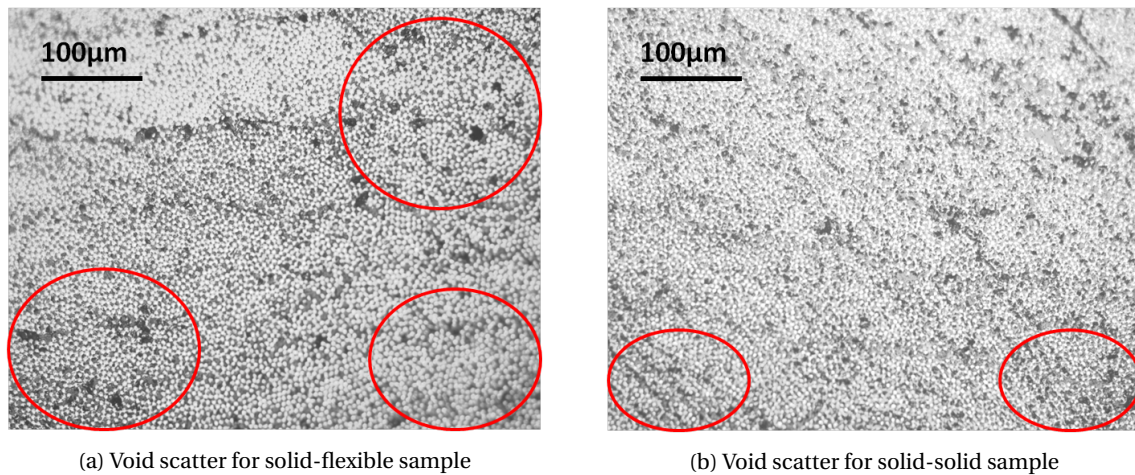 100µm
100µm
(a) Void scatter for solid-flexible sample
(b) Void scatter for solid-solid sample